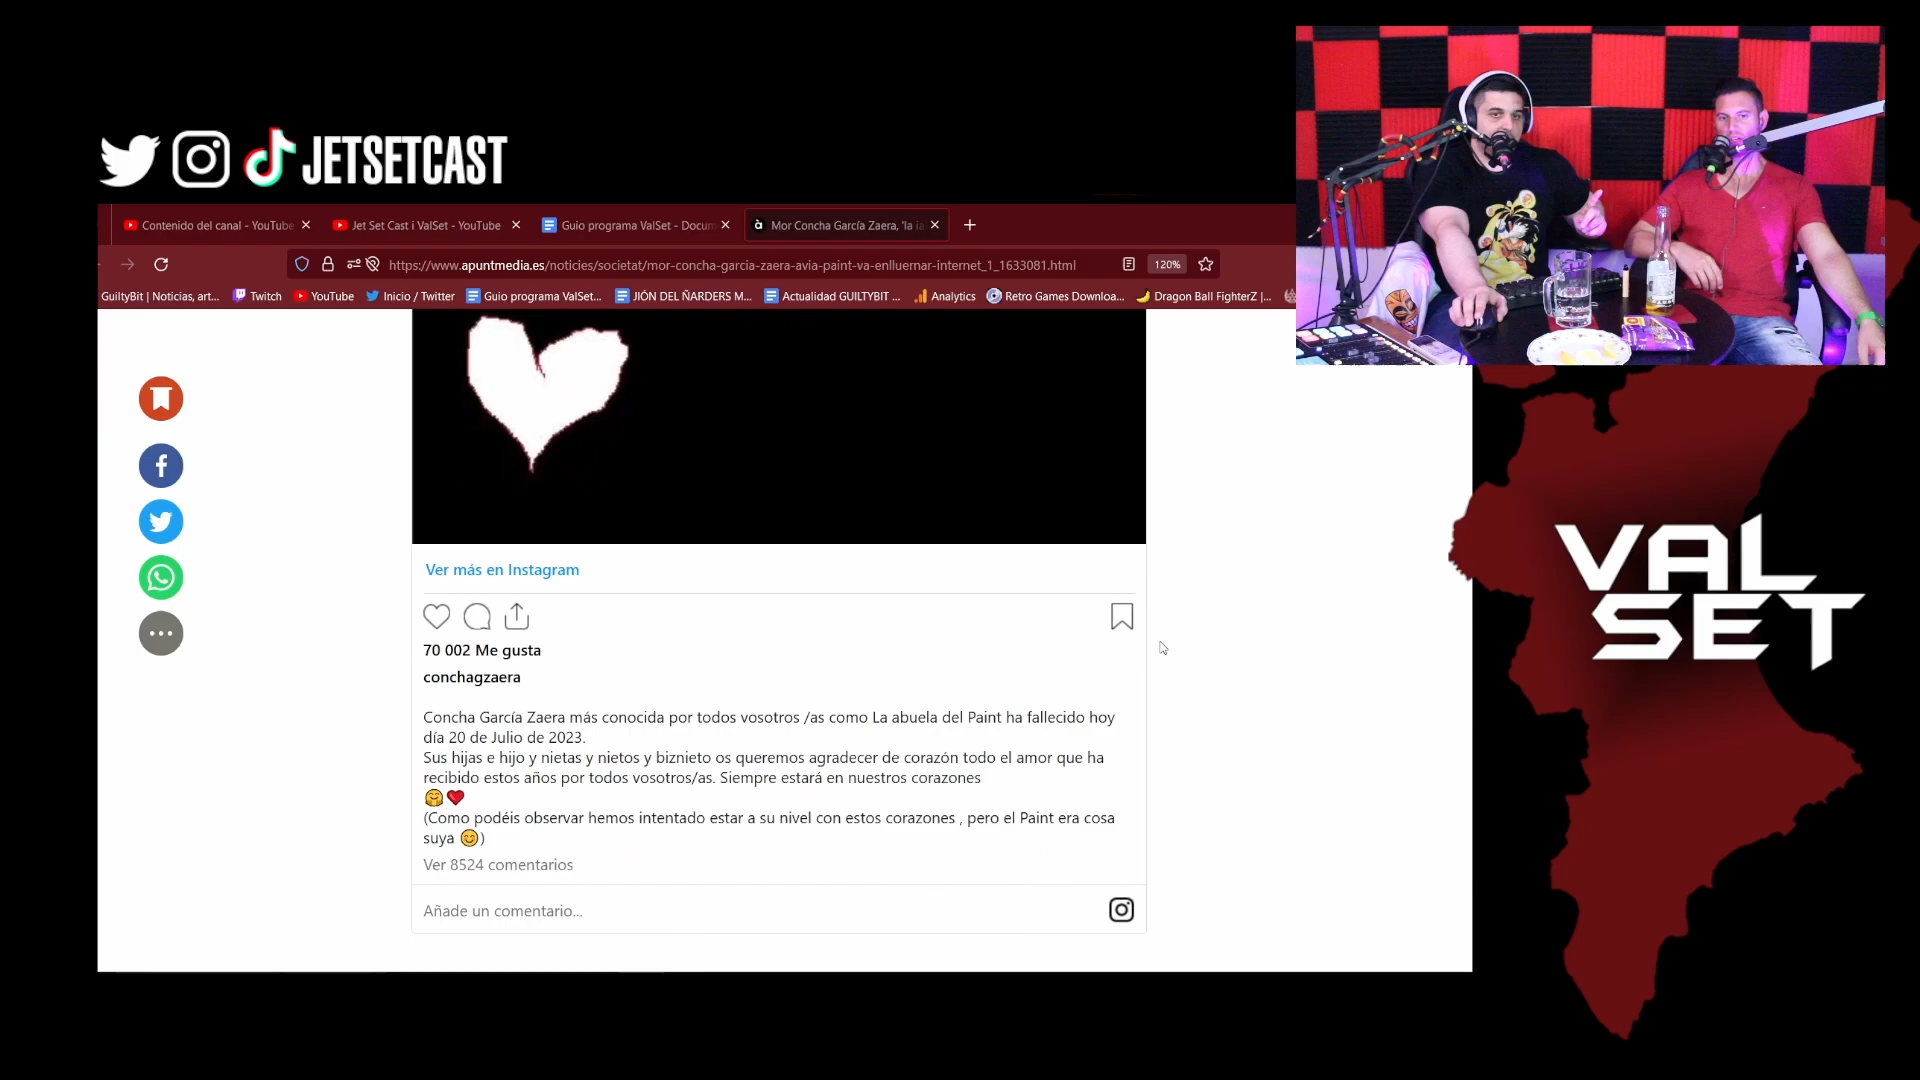 JETSETCAST
Contenido del canal - YouTube
Jet Set Cast i ValSet - YouTube
Guio programa ValSet - Docum
Mor Concha García Zaera, 'la ia
https://www.apuntmedia.es/noticies/societat/mor-concha-garcia-zaera-avia-paint-va-enlluernar-internet_1_1633081.html
120%
GuiltyBit | Noticias, art...
Twitch
YouTube
Inicio / Twitter
Guio programa ValSet...
JIÓN DEL ÑARDERS M...
Actualidad GUILTYBIT ...
Analytics
Retro Games Downloa...
Dragon Ball FighterZ |...
Ver más en Instagram
70 002 Me gusta
conchagzaera
Concha García Zaera más conocida por todos vosotros /as como La abuela del Paint ha fallecido hoy
día 20 de Julio de 2023.
Sus hijas e hijo y nietas y nietos y biznieto os queremos agradecer de corazón todo el amor que ha
recibido estos años por todos vosotros/as. Siempre estará en nuestros corazones
🤗❤️
(Como podéis observar hemos intentado estar a su nivel con estos corazones , pero el Paint era cosa
suya 😊)
Ver 8524 comentarios
Añade un comentario...
VAL
SET